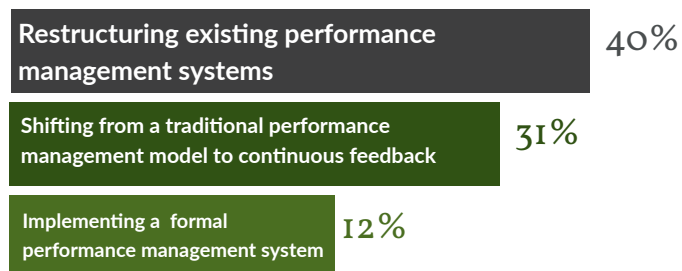 Restructuring existing performance
management systems
40%
Shifting from a traditional performance
management model to continuous feedback
31%
Implementing a  formal
performance management system
12%